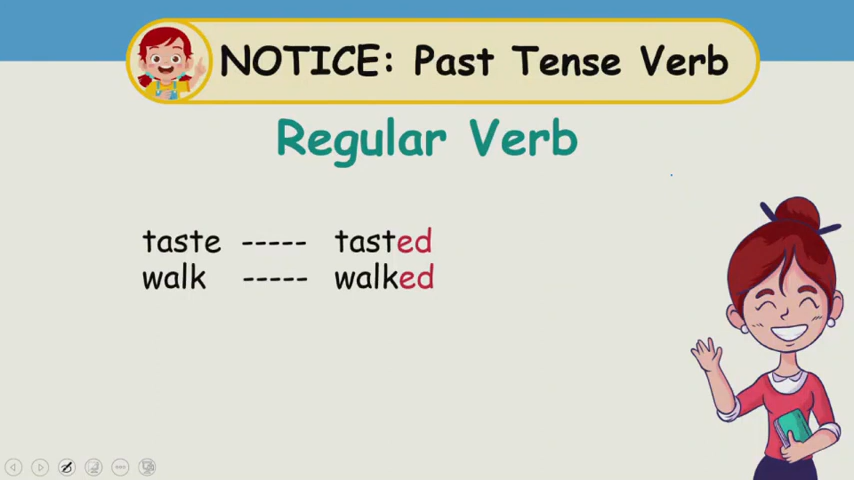 NOTICE: Past Tense Verb
Regular Verb
taste ----- tasted
walk ----- walked